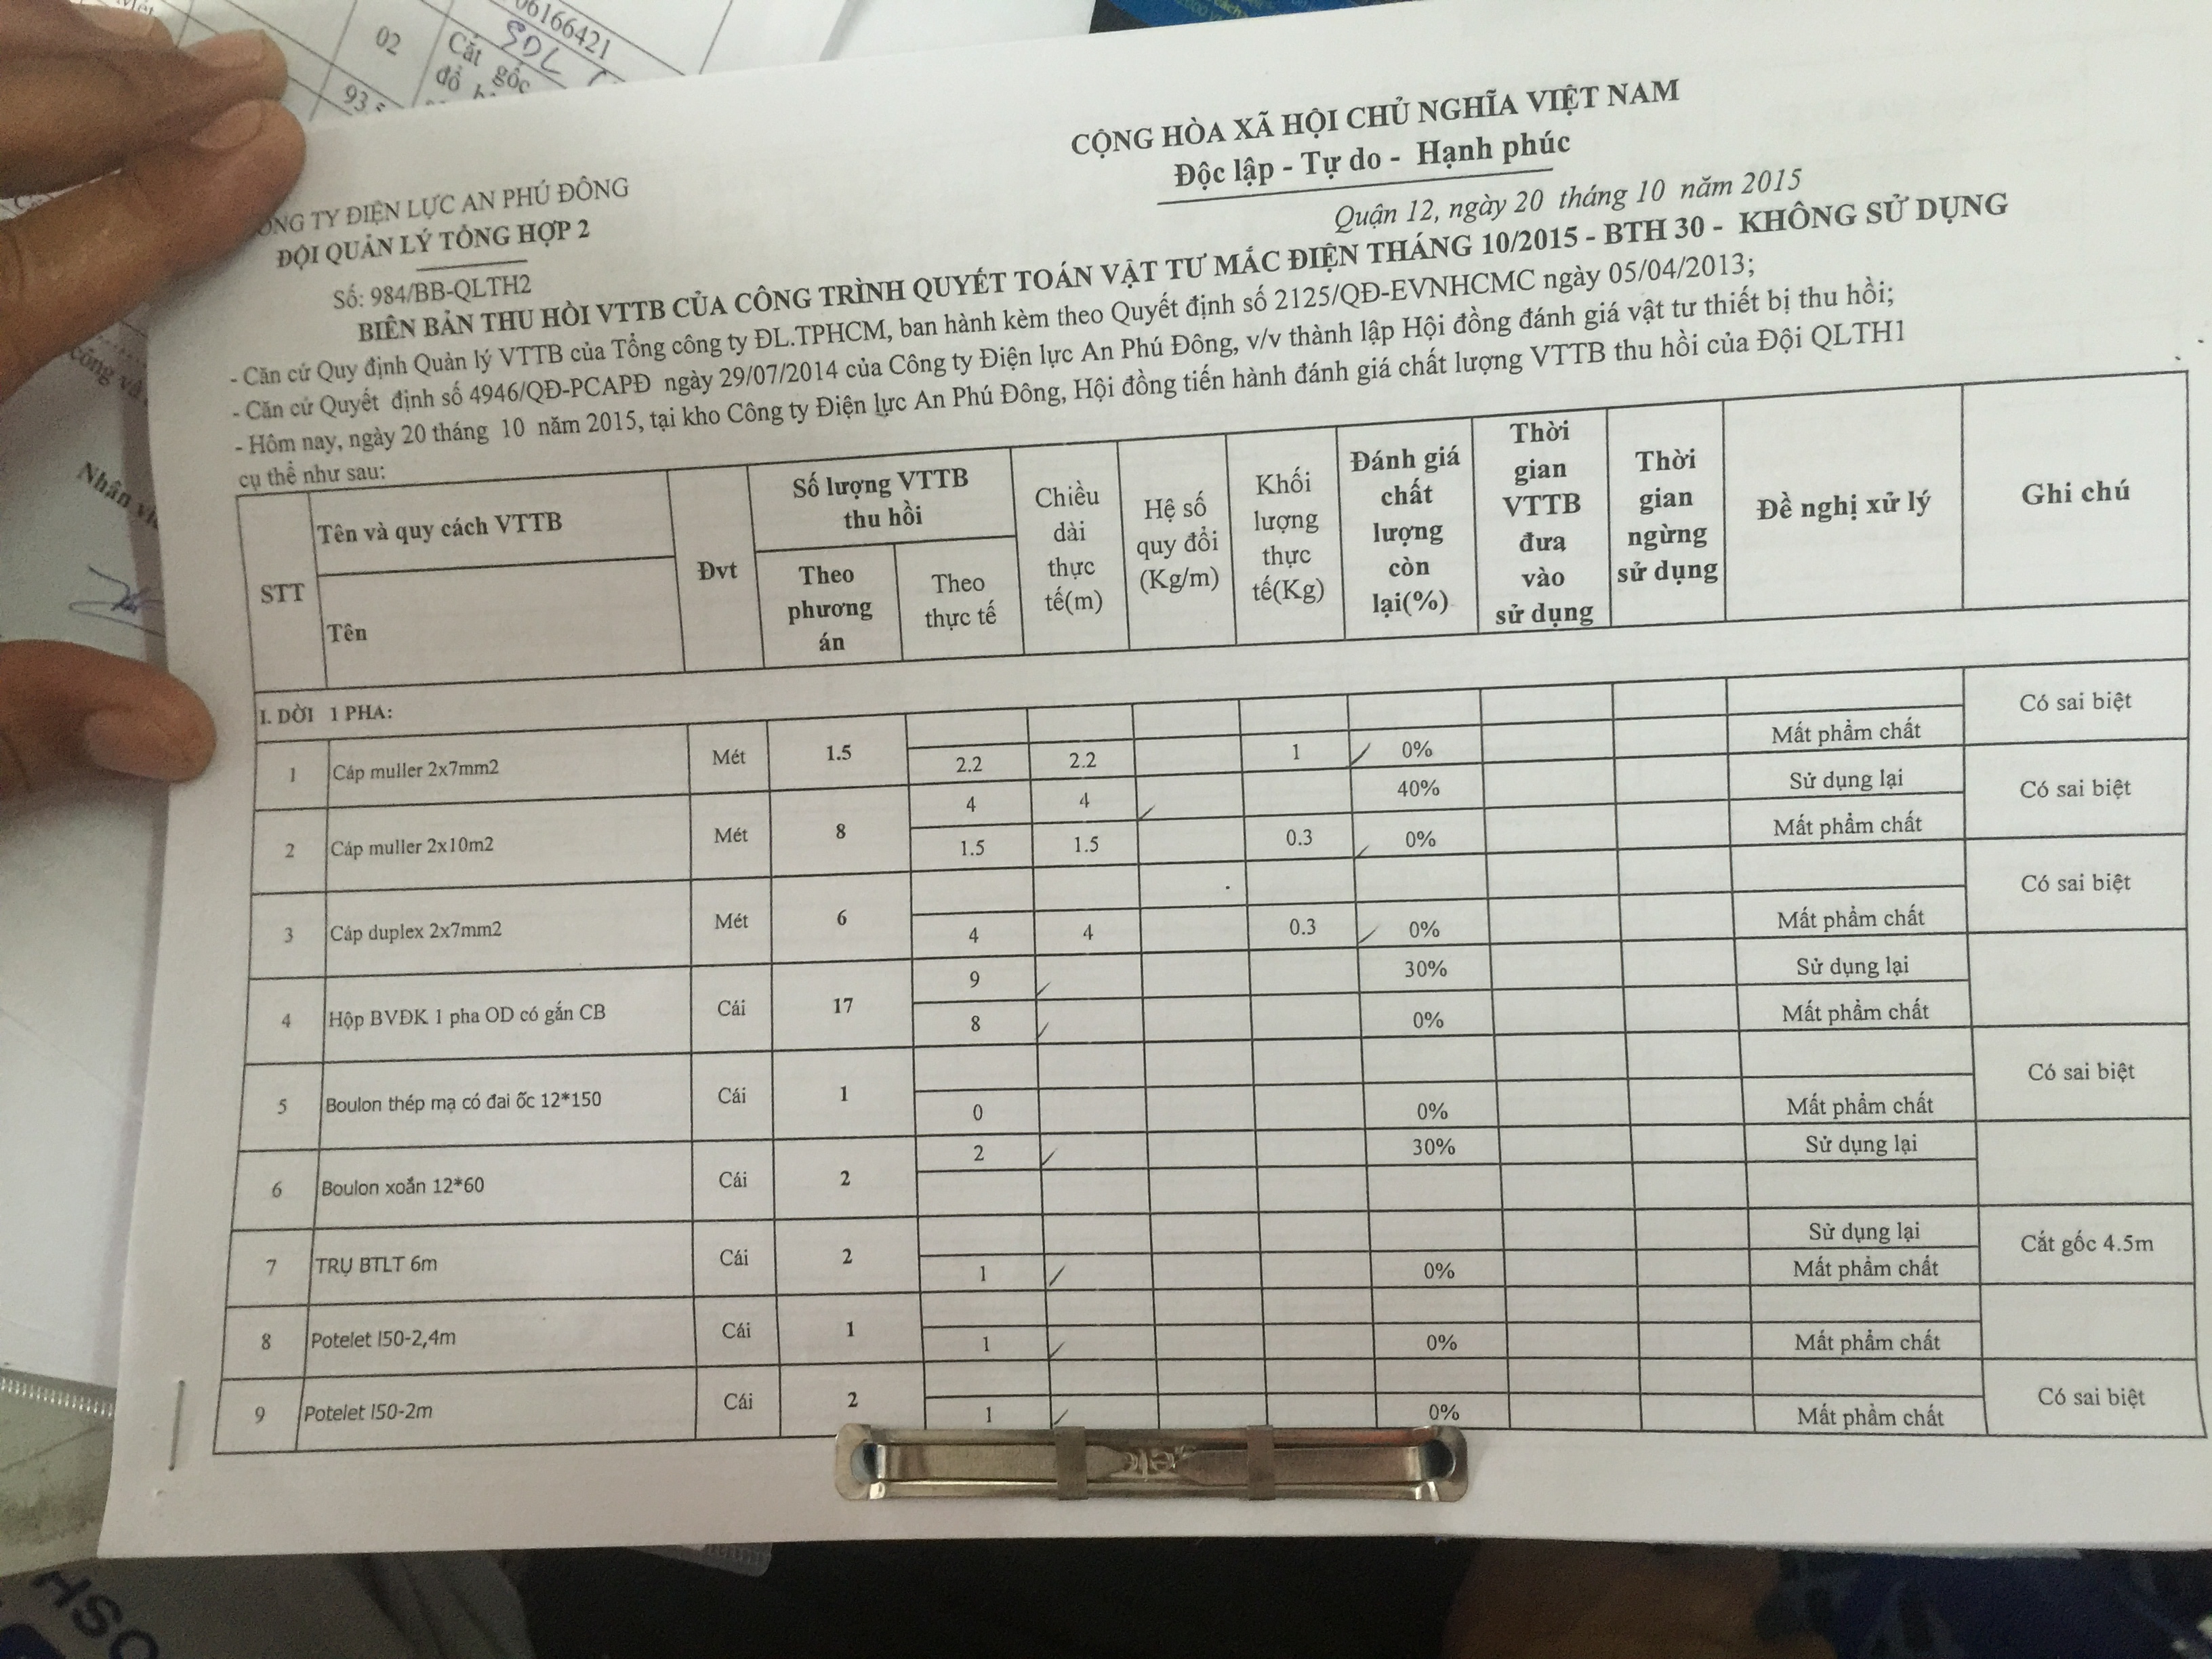 CỘNG HÒA XÃ HỘI CHỦ NGHĨA VIỆT NAM
Độc lập - Tự do - Hạnh phúc
TY ĐIỆN LỰC AN PHÚ ĐÔNG
ĐỘI QUẢN LÝ TỔNG HỢP 2
Số: 984/BB-QLTH2
Quận 12, ngày 20 tháng 10 năm 2015
BIÊN BẢN THU HỒI VTTB CỦA CÔNG TRÌNH QUYẾT TOÁN VẬT TƯ MẮC ĐIỆN THÁNG 10/2015 - BTH 30 - KHÔNG SỬ DỤNG
- Căn cứ Quy định Quản lý VTTB của Tổng công ty ĐL.TPHCM, ban hành kèm theo Quyết định số 2125/QĐ-EVNHCMC ngày 05/04/2013;
- Căn cứ Quyết định số 4946/QĐ-PCAPĐ ngày 29/07/2014 của Công ty Điện lực An Phú Đông, v/v thành lập Hội đồng đánh giá vật tư thiết bị thu hồi;
- Hôm nay, ngày 20 tháng 10 năm 2015, tại kho Công ty Điện lực An Phú Đông, Hội đồng tiến hành đánh giá chất lượng VTTB thu hồi của Đội QLTH1
cụ thể như sau:
STT Tên và quy cách VTTB Đvt Số lượng VTTB thu hồi Chiều dài thực tế(m) Hệ số quy đổi (Kg/m) Khối lượng thực tế(Kg) Đánh giá chất lượng còn lại(%) Thời gian VTTB đưa vào sử dụng Thời gian ngừng sử dụng Đề nghị xử lý Ghi chú
Tên Theo phương án Theo thực tế
I. DỜI 1 PHA:
1 Cáp muller 2x7mm2 Mét 1.5 2.2 2.2 1 0% Mất phẩm chất Có sai biệt
2 Cáp muller 2x10m2 Mét 8 4 4 40% Sử dụng lại Có sai biệt
1.5 1.5 0.3 0% Mất phẩm chất
3 Cáp duplex 2x7mm2 Mét 6 4 4 0.3 0% Mất phẩm chất Có sai biệt
4 Hộp BVĐK 1 pha OD có gắn CB Cái 17 9 30% Sử dụng lại
8 0% Mất phẩm chất
5 Boulon thép mạ có đai ốc 12*150 Cái 1 0 0% Mất phẩm chất Có sai biệt
6 Boulon xoắn 12*60 Cái 2 2 30% Sử dụng lại
7 TRỤ BTLT 6m Cái 2 Sử dụng lại Cắt gốc 4.5m
1 0% Mất phẩm chất
8 Potelet l50-2,4m Cái 1 1 0% Mất phẩm chất
9 Potelet l50-2m Cái 2 1 0% Mất phẩm chất Có sai biệt
Nhân
02
93
Cắt
gốc
06166421
OSH